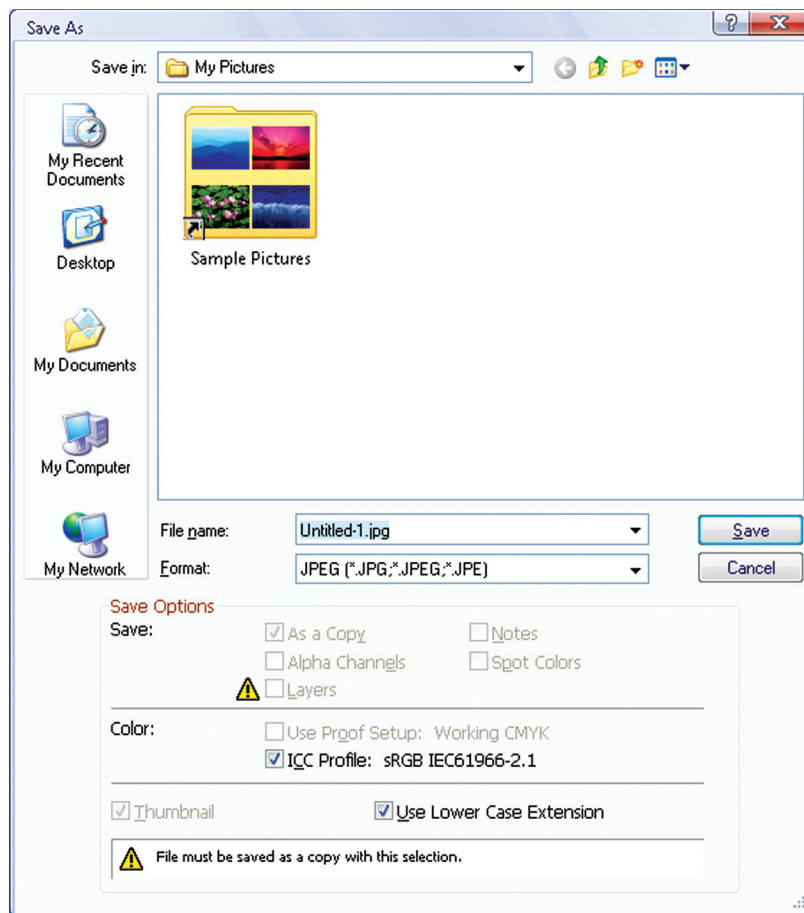 Save As
Save in: My Pictures
My Recent
Documents
Desktop
My Documents
My Computer
My Network
Sample Pictures
File name: Untitled-1.jpg
Save
Format: JPEG (*.JPG;*.JPEG;*.JPE)
Cancel
Save Options
Save: As a Copy Notes
Alpha Channels Spot Colors
Layers
Color: Use Proof Setup: Working CMYK
ICC Profile: sRGB IEC61966-2.1
Thumbnail Use Lower Case Extension
File must be saved as a copy with this selection.